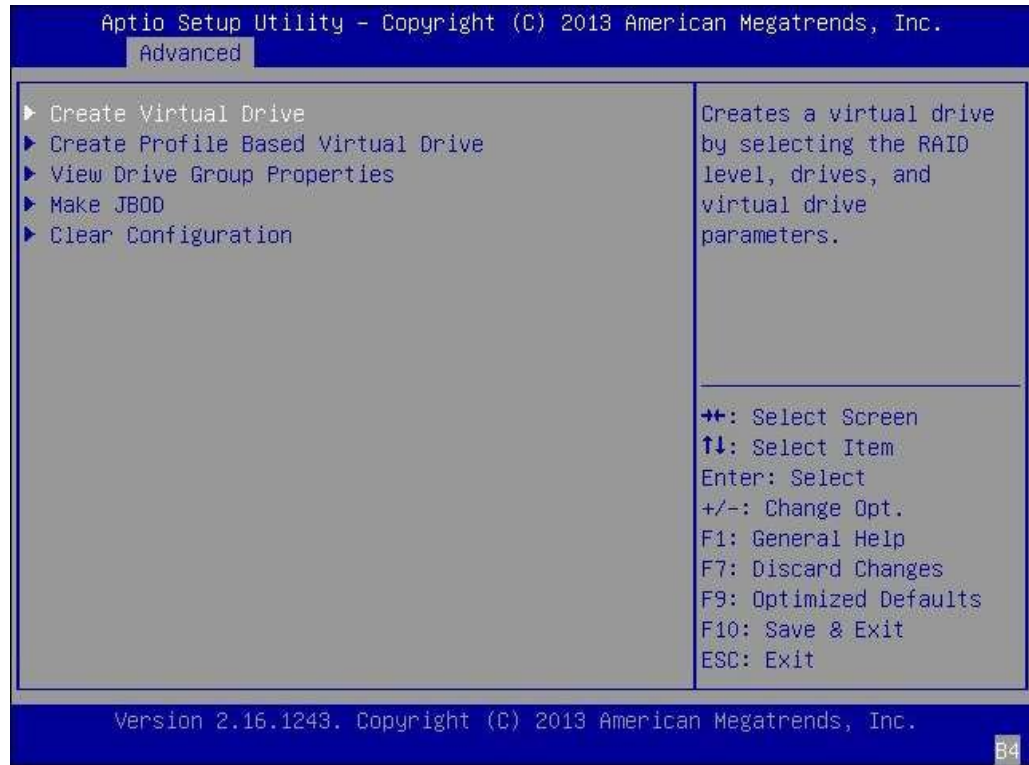 Aptio Setup Utility – Copyright (C) 2013 American Megatrends, Inc.
Advanced
▶ Create Virtual Drive
▶ Create Profile Based Virtual Drive
▶ View Drive Group Properties
▶ Make JBOD
▶ Clear Configuration
Creates a virtual drive
by selecting the RAID
level, drives, and
virtual drive
parameters.
→←: Select Screen
↑↓: Select Item
Enter: Select
+/-: Change Opt.
F1: General Help
F7: Discard Changes
F9: Optimized Defaults
F10: Save & Exit
ESC: Exit
Version 2.16.1243. Copyright (C) 2013 American Megatrends, Inc.
B4